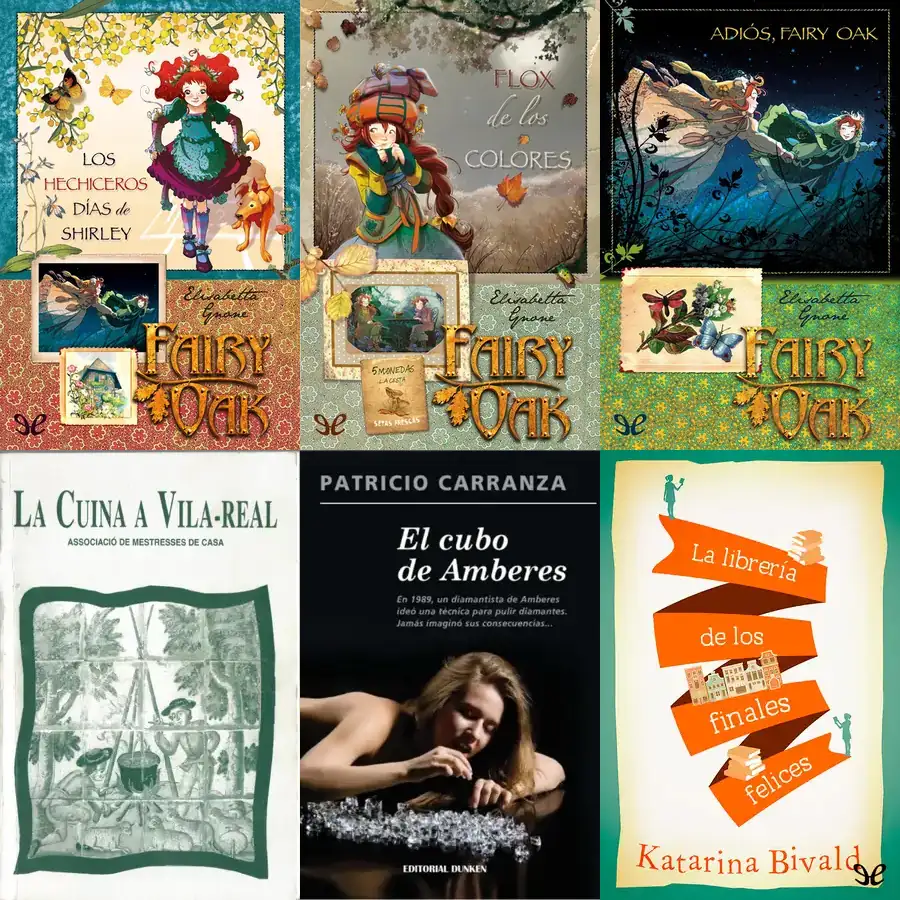 LOS
HECHICEROS
DÍAS de
SHIRLEY
Elisabetta
Gnone
FAIRY
OAK
FLOX
de los
COLORES
Elisabetta
Gnone
5 MONEDAS
LA CESTA
SETAS FRESCAS
FAIRY
OAK
ADIÓS, FAIRY OAK
Elisabetta
Gnone
FAIRY
OAK
LA CUINA A VILA-REAL
ASSOCIACIÓ DE MESTRESSES DE CASA
PATRICIO CARRANZA
El cubo
de Amberes
En 1989, un diamantista de Amberes
ideó una técnica para pulir diamantes.
Jamás imaginó sus consecuencias...
EDITORIAL DUNKEN
La librería
de los
finales
felices
Katarina Bivald